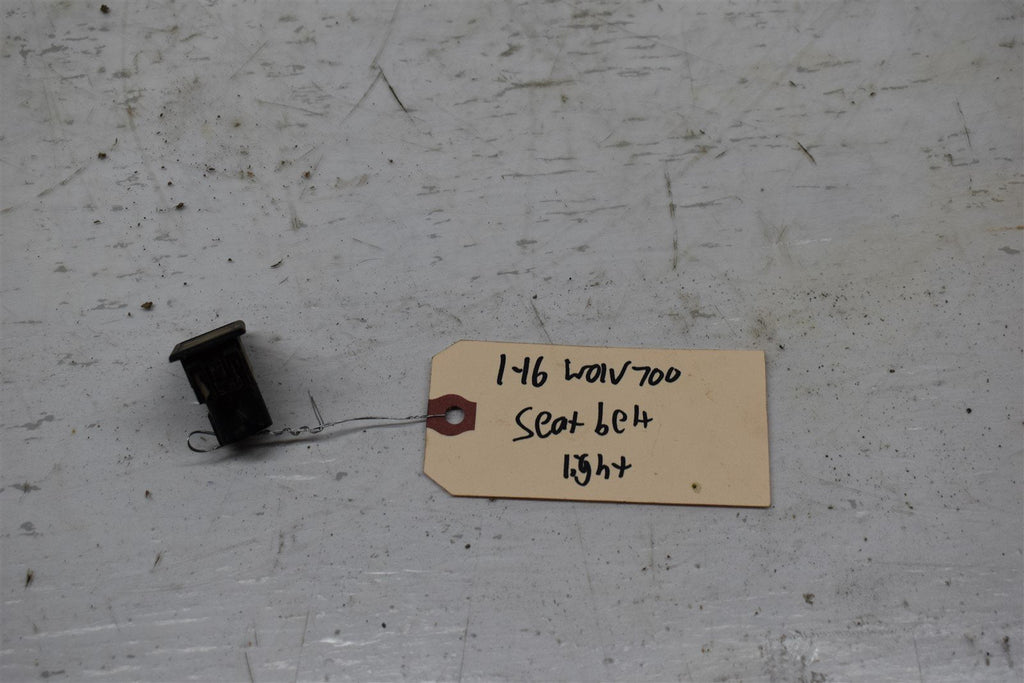 1-16 wolv700
Seat belt
light